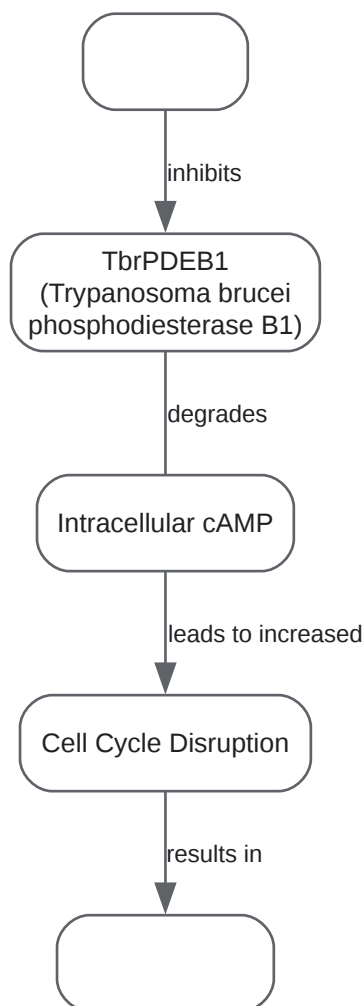 inhibits
TbrPDEB1
(Trypanosoma brucei
phosphodiesterase B1)
degrades
Intracellular cAMP
leads to increased
Cell Cycle Disruption
results in